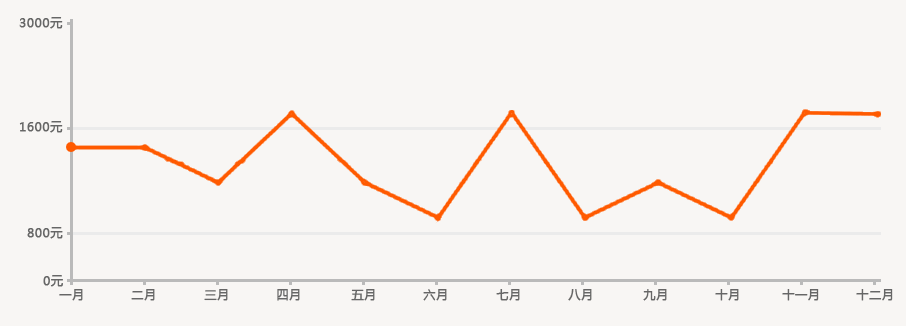 3000元
1600元
800元
0元
一月 二月 三月 四月 五月 六月 七月 八月 九月 十月 十一月 十二月